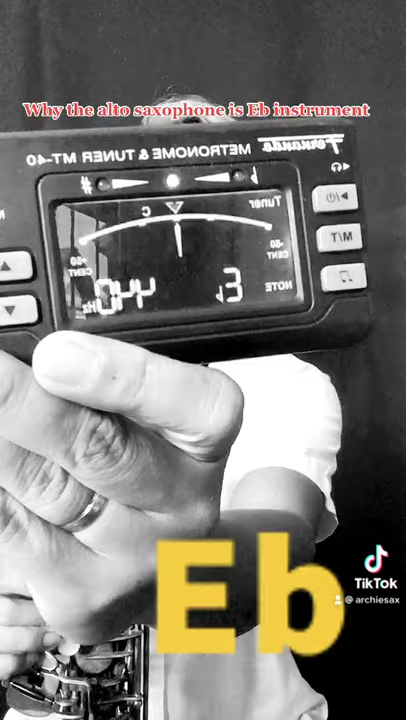 Why the alto saxophone is Eb instrument
Fernando
METRONOME & TUNER MT-40
Tuner
C
-50
CENT
+50
CENT
440Hz
NOTE
Eb
M/T
Eb
TikTok
@ archiesax